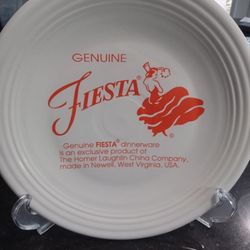 GENUINE
FIESTA®
Genuine FIESTA® dinnerware
is an exclusive product of
The Homer Laughlin China Company,
made in Newell, West Virginia, USA.